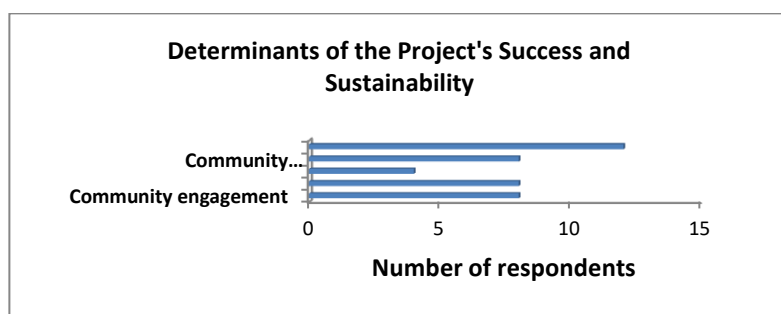 Determinants of the Project's Success and
Sustainability
Community...
Community engagement
0 5 10 15
Number of respondents